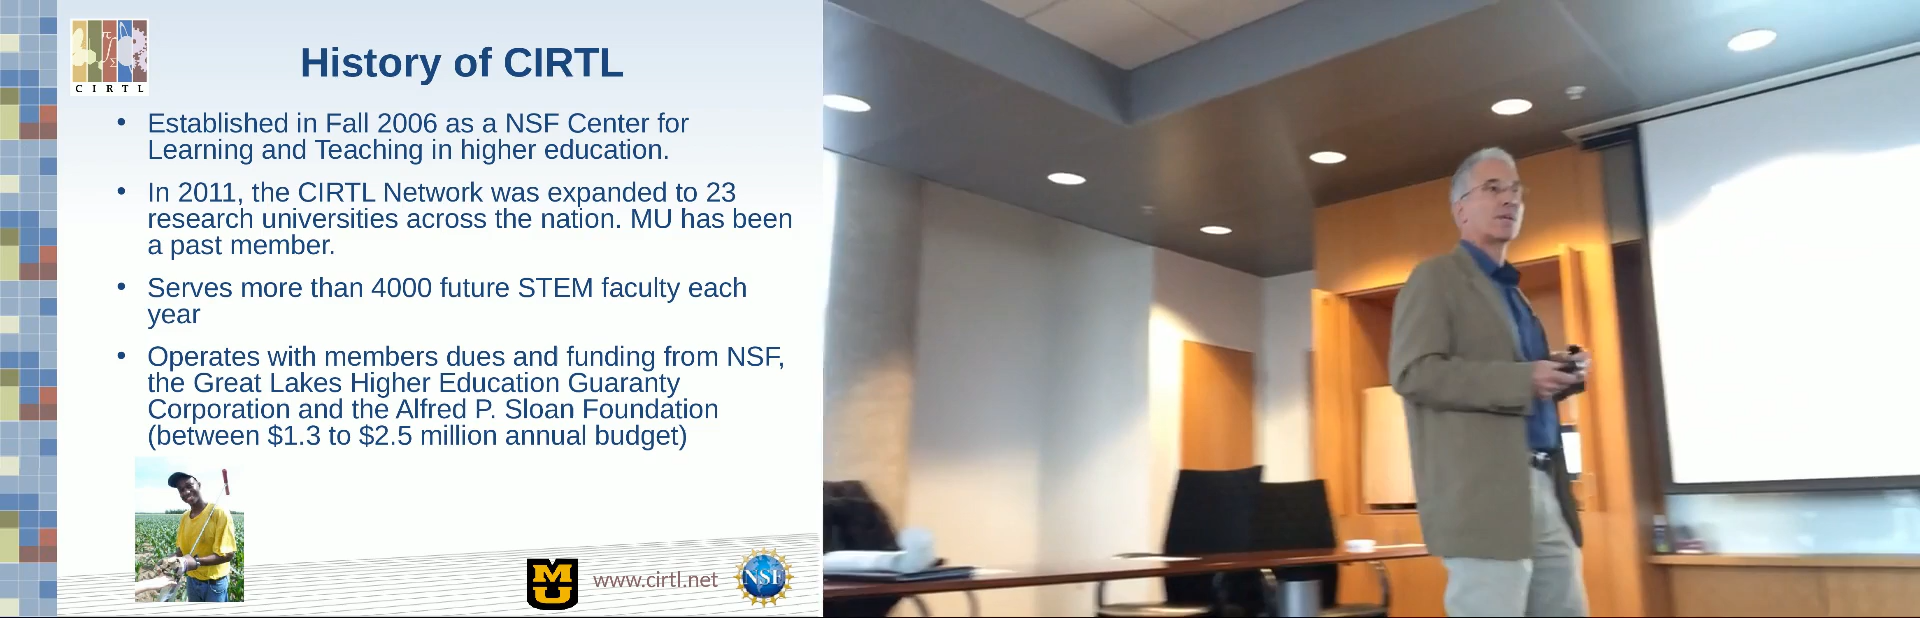 CIRTL
History of CIRTL
• Established in Fall 2006 as a NSF Center for
Learning and Teaching in higher education.
• In 2011, the CIRTL Network was expanded to 23
research universities across the nation. MU has been
a past member.
• Serves more than 4000 future STEM faculty each
year
• Operates with members dues and funding from NSF,
the Great Lakes Higher Education Guaranty
Corporation and the Alfred P. Sloan Foundation
(between $1.3 to $2.5 million annual budget)
MU
www.cirtl.net
NSF